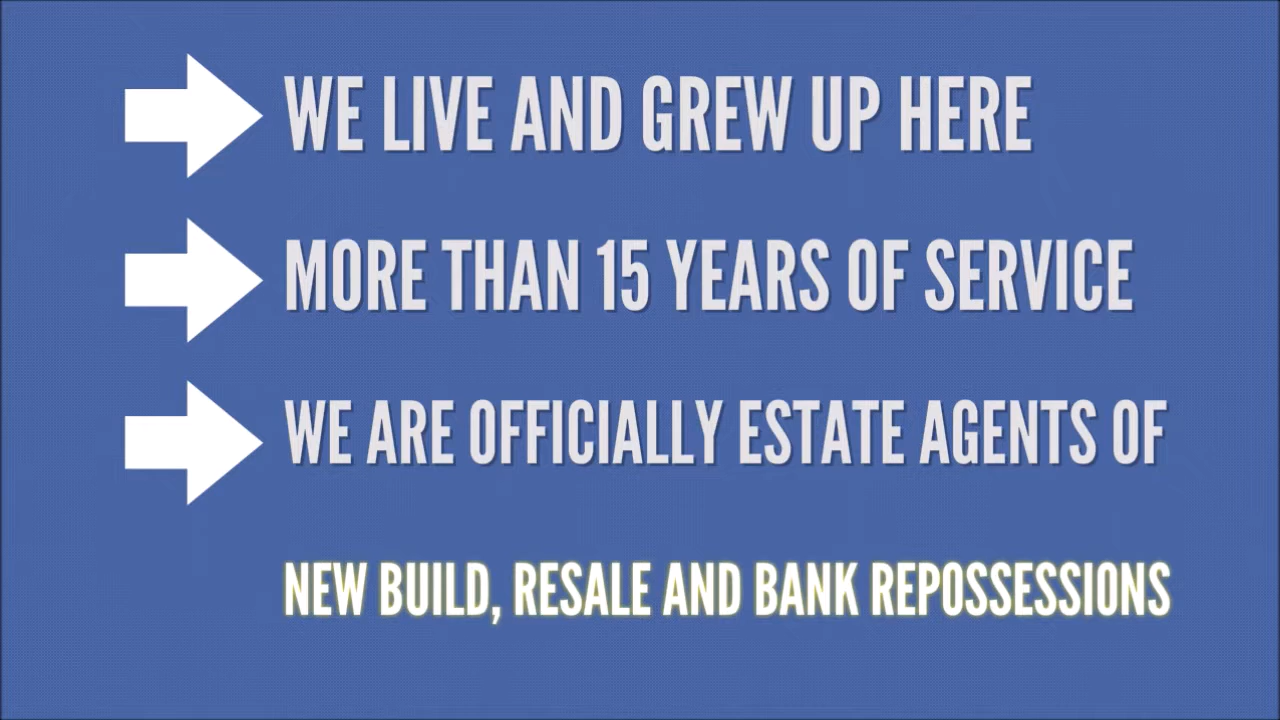 WE LIVE AND GREW UP HERE
MORE THAN 15 YEARS OF SERVICE
WE ARE OFFICIALLY ESTATE AGENTS OF
NEW BUILD, RESALE AND BANK REPOSSESSIONS